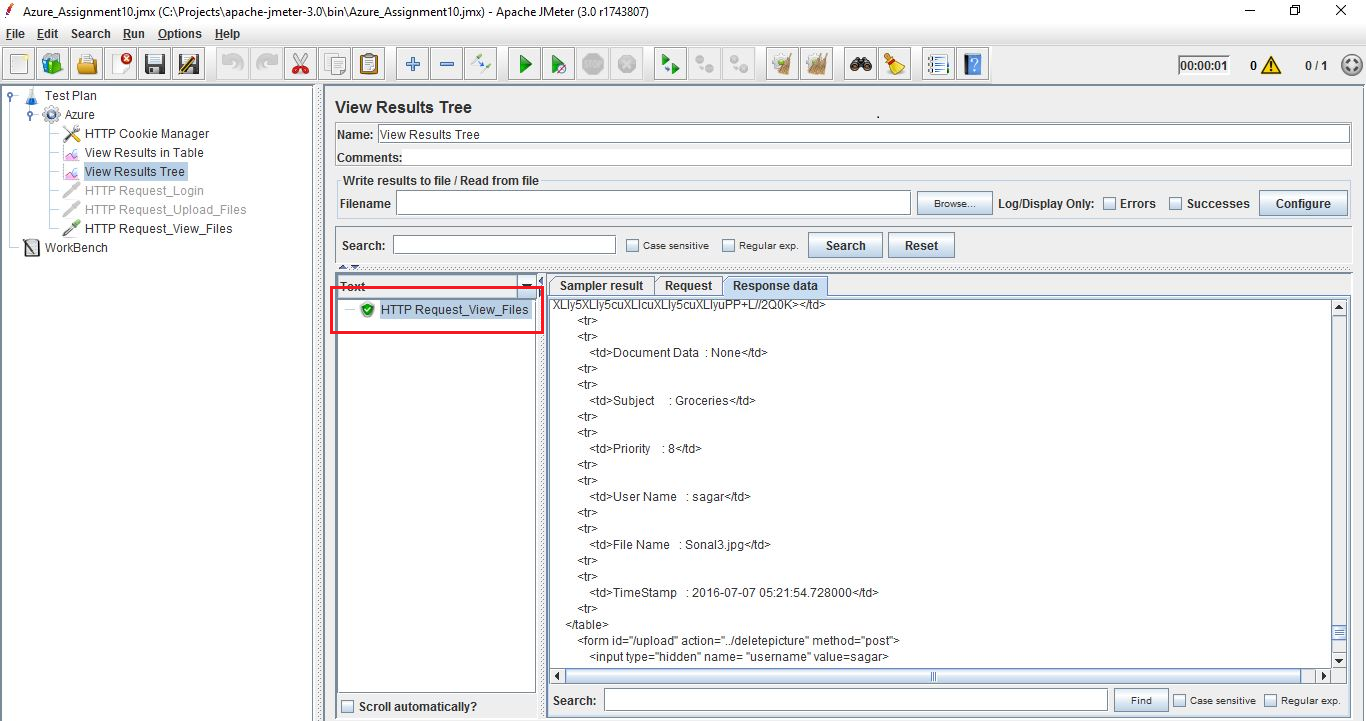 Azure_Assignment10.jmx (C:\Projects\apache-jmeter-3.0\bin\Azure_Assignment10.jmx) - Apache JMeter (3.0 r1743807)
File Edit Search Run Options Help
00:00:01 0 0 / 1
Test Plan
Azure
HTTP Cookie Manager
View Results in Table
View Results Tree
HTTP Request_Login
HTTP Request_Upload_Files
HTTP Request_View_Files
WorkBench
View Results Tree
Name: View Results Tree
Comments:
Write results to file / Read from file
Filename Browse... Log/Display Only: Errors Successes Configure
Search: Case sensitive Regular exp. Search Reset
Text
HTTP Request_View_Files
Scroll automatically?
Sampler result Request Response data
XLIy5XLIy5cuXLIcuXLIy5cuXLIyuPP+L//2Q0K></td>
<tr>
<tr>
<td>Document Data : None</td>
<tr>
<tr>
<td>Subject : Groceries</td>
<tr>
<tr>
<td>Priority : 8</td>
<tr>
<tr>
<td>User Name : sagar</td>
<tr>
<tr>
<td>File Name : Sonal3.jpg</td>
<tr>
<tr>
<td>TimeStamp : 2016-07-07 05:21:54.728000</td>
<tr>
</table>
<form id="/upload" action="../deletepicture" method="post">
<input type="hidden" name= "username" value=sagar>
Search: Find Case sensitive Regular exp.